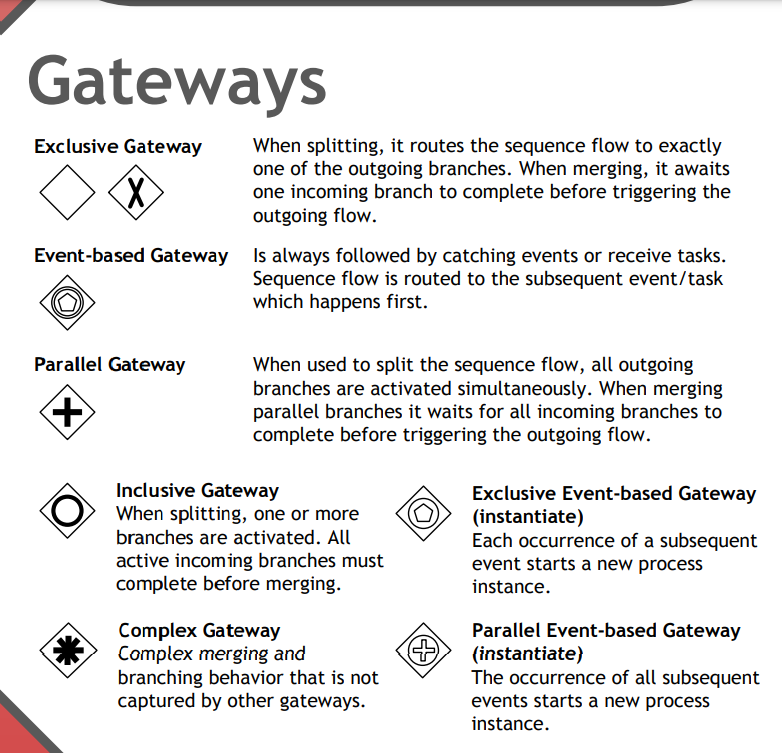 Gateways
Exclusive Gateway
When splitting, it routes the sequence flow to exactly
one of the outgoing branches. When merging, it awaits
one incoming branch to complete before triggering the
outgoing flow.
X
Event-based Gateway
Is always followed by catching events or receive tasks.
Sequence flow is routed to the subsequent event/task
which happens first.
Parallel Gateway
When used to split the sequence flow, all outgoing
branches are activated simultaneously. When merging
parallel branches it waits for all incoming branches to
complete before triggering the outgoing flow.
Inclusive Gateway
When splitting, one or more
branches are activated. All
active incoming branches must
complete before merging.
Exclusive Event-based Gateway
(instantiate)
Each occurrence of a subsequent
event starts a new process
instance.
Complex Gateway
Complex merging and
branching behavior that is not
captured by other gateways.
Parallel Event-based Gateway
(instantiate)
The occurrence of all subsequent
events starts a new process
instance.